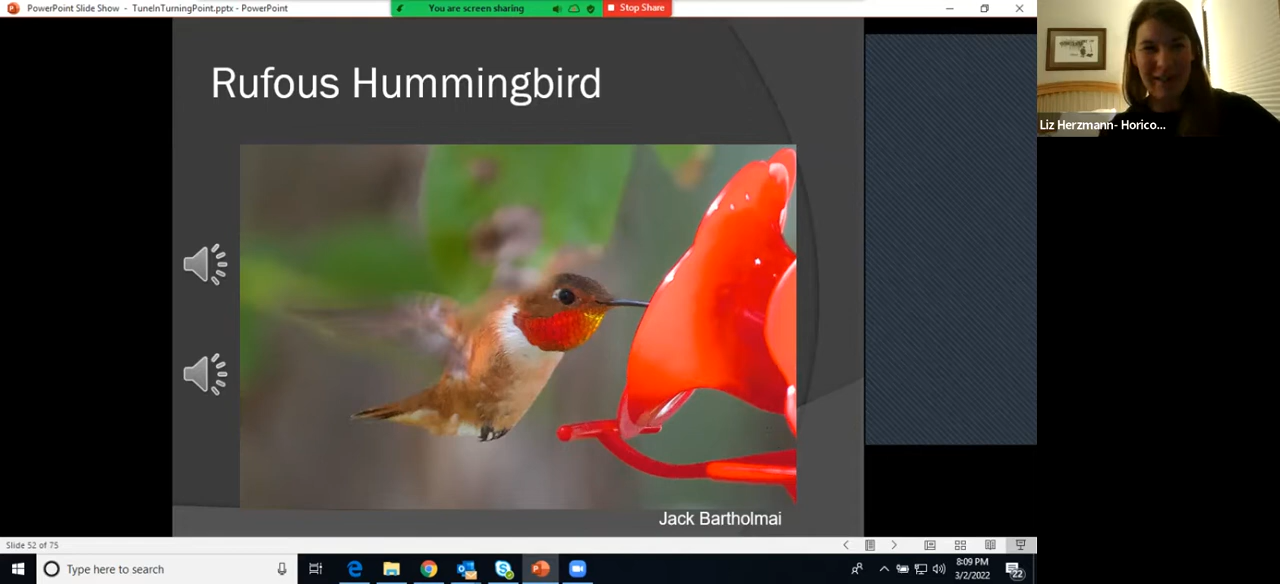 PowerPoint Slide Show - TuneInTurningPoint.pptx - PowerPoint
You are screen sharing
Stop Share
Rufous Hummingbird
Liz Herzmann- Horico...
Jack Bartholmai
Slide 52 of 75
Type here to search
8:09 PM
3/2/2022
22